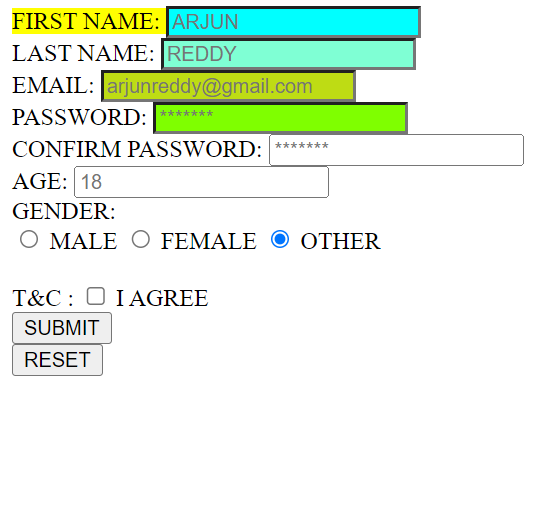 FIRST NAME: ARJUN
LAST NAME: REDDY
EMAIL: arjunreddy@gmail.com
PASSWORD: *******
CONFIRM PASSWORD: *******
AGE: 18
GENDER:
MALE FEMALE OTHER
T&C : I AGREE
SUBMIT
RESET